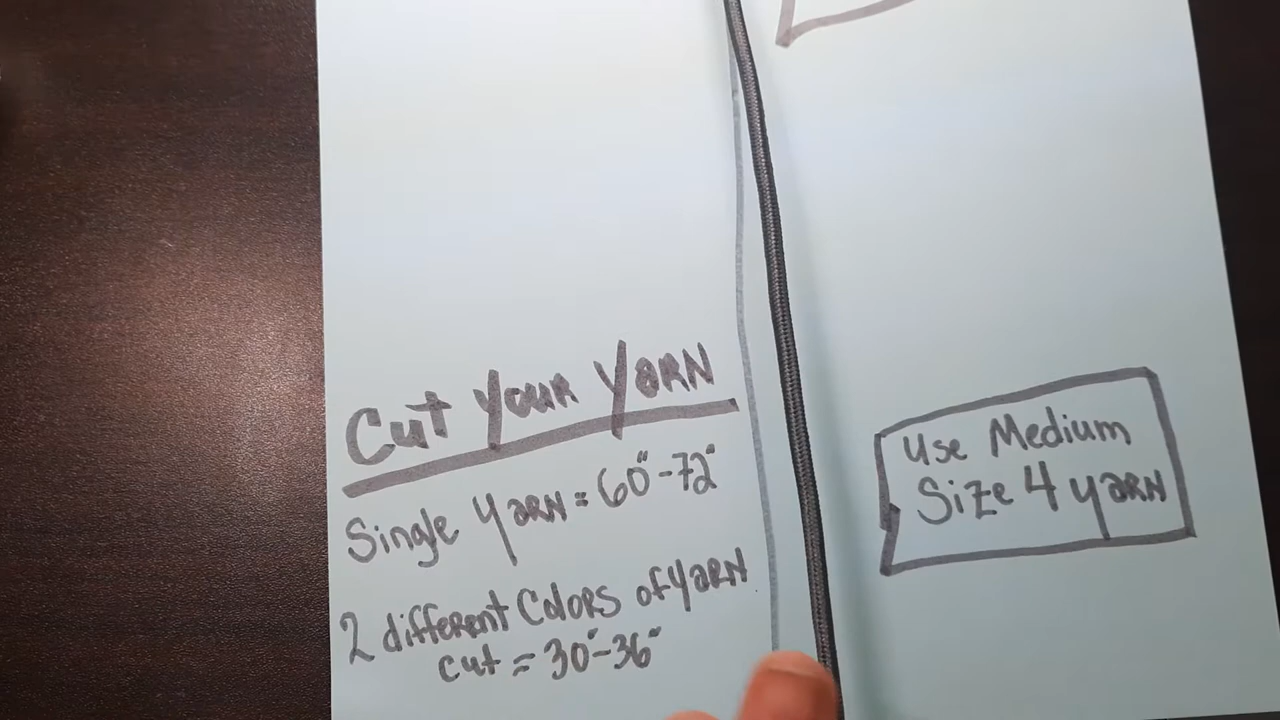 Cut Your Yarn
Single Yarn = 60"-72"
2 different Colors of Yarn
cut = 30"-36"
Use Medium
Size 4 yarn